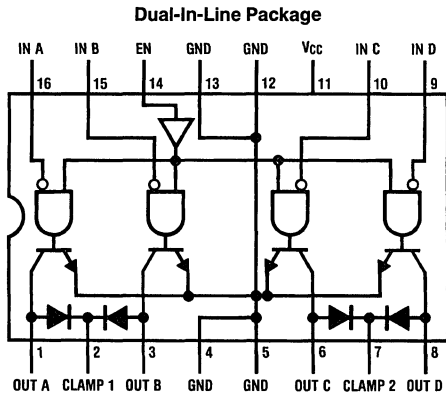 Dual-In-Line Package
IN A IN B EN GND GND VCC IN C IN D
16 15 14 13 12 11 10 9
1 2 3 4 5 6 7 8
OUT A CLAMP 1 OUT B GND GND OUT C CLAMP 2 OUT D